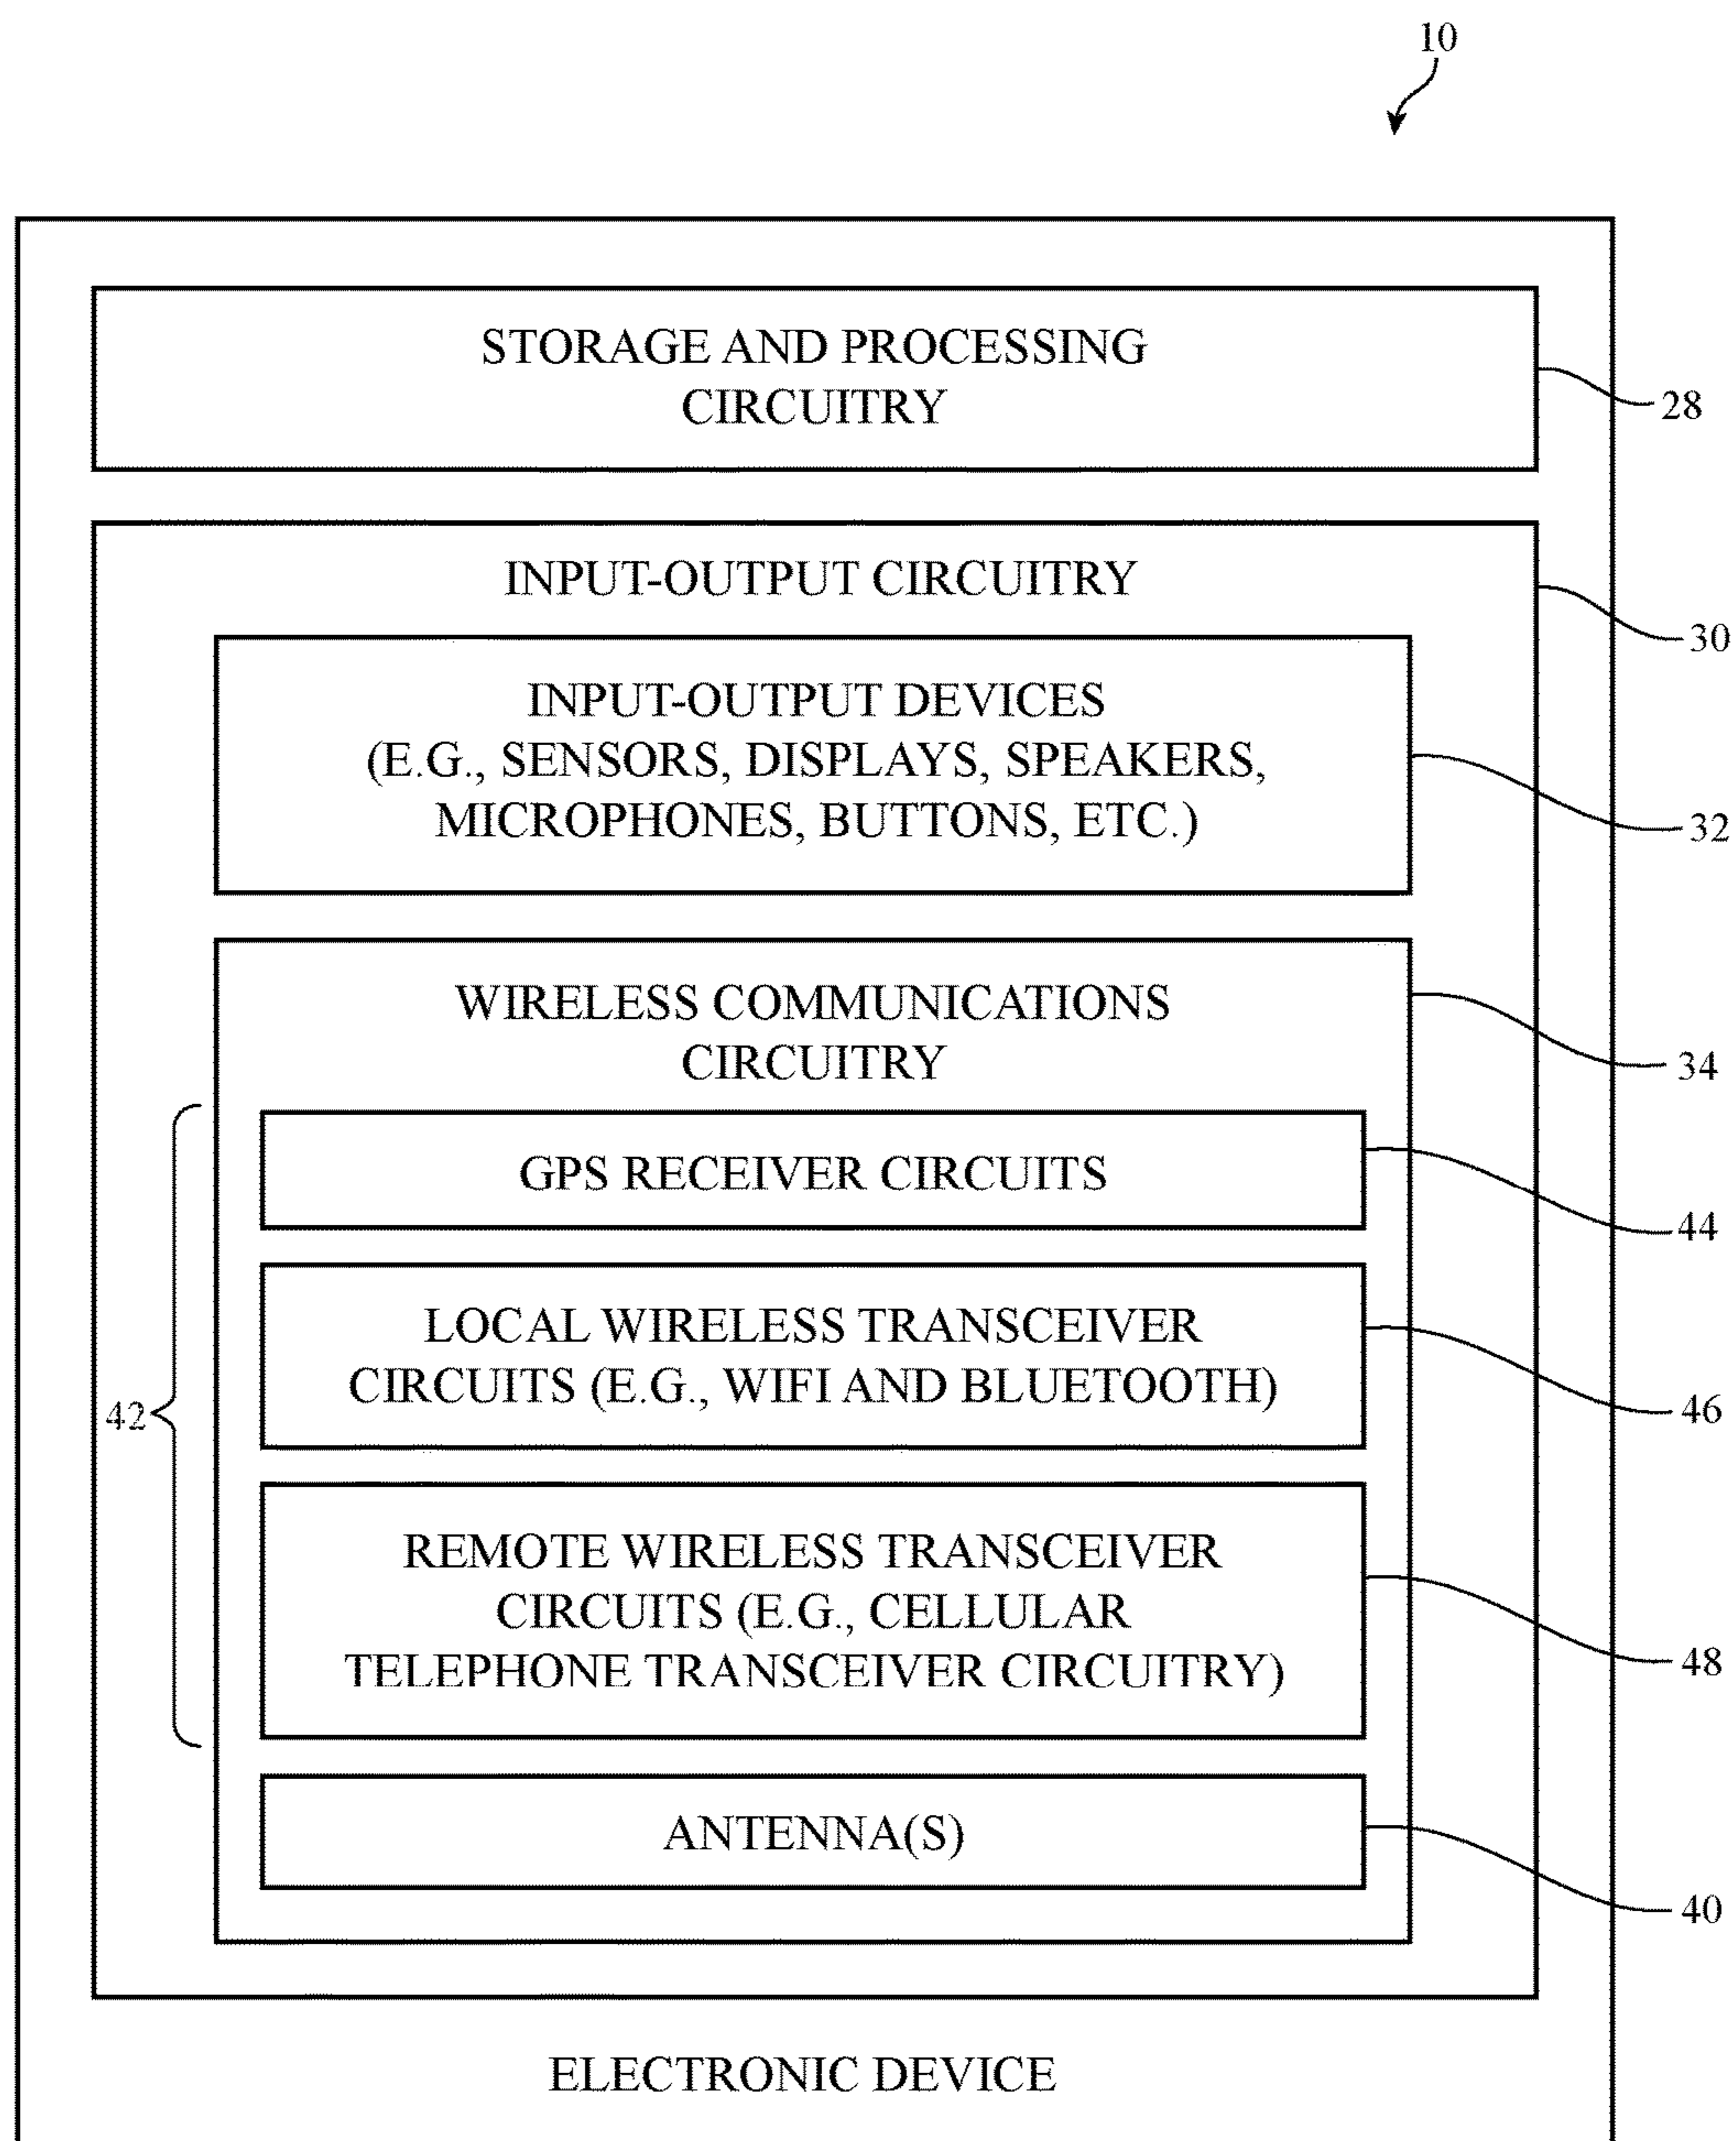 10
STORAGE AND PROCESSING
CIRCUITRY
28
INPUT-OUTPUT CIRCUITRY
30
INPUT-OUTPUT DEVICES
(E.G., SENSORS, DISPLAYS, SPEAKERS,
MICROPHONES, BUTTONS, ETC.)
32
WIRELESS COMMUNICATIONS
CIRCUITRY
34
GPS RECEIVER CIRCUITS
44
LOCAL WIRELESS TRANSCEIVER
CIRCUITS (E.G., WIFI AND BLUETOOTH)
46
42
REMOTE WIRELESS TRANSCEIVER
CIRCUITS (E.G., CELLULAR
TELEPHONE TRANSCEIVER CIRCUITRY)
48
ANTENNA(S)
40
ELECTRONIC DEVICE